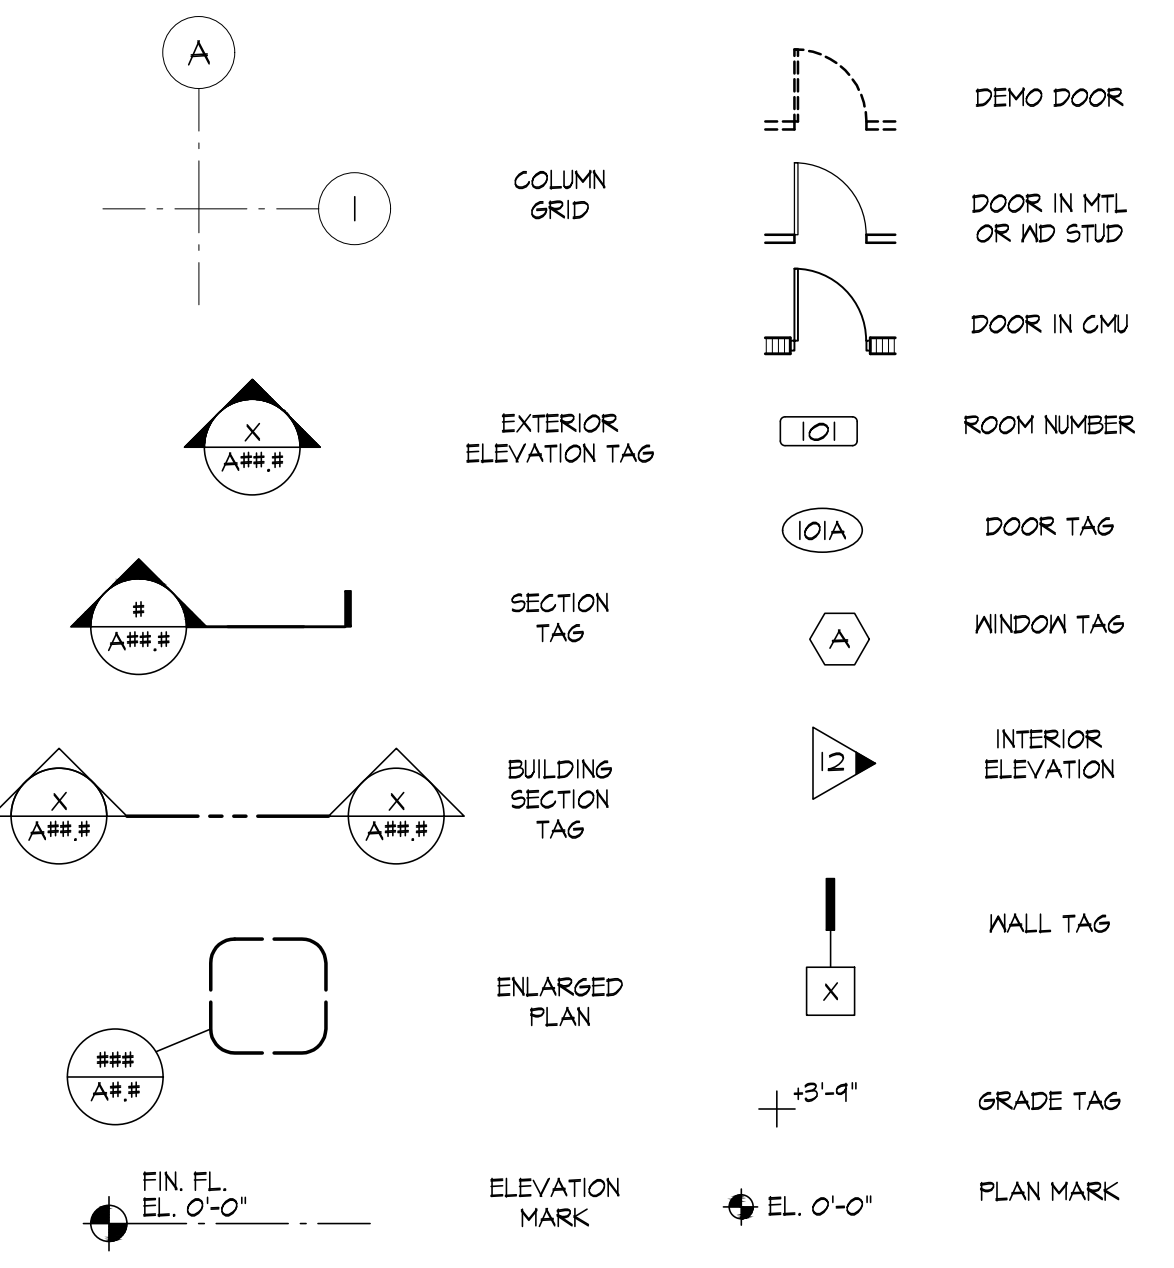 A
I
COLUMN
GRID
X
A##.#
EXTERIOR
ELEVATION TAG
#
A##.#
SECTION
TAG
X
A##.#
X
A##.#
BUILDING
SECTION
TAG
###
A#.#
ENLARGED
PLAN
FIN. FL.
EL. 0'-0"
ELEVATION
MARK
DEMO DOOR
DOOR IN MTL
OR WD STUD
DOOR IN CMU
101
ROOM NUMBER
101A
DOOR TAG
A
WINDOW TAG
12
INTERIOR
ELEVATION
WALL TAG
X
+3'-9"
GRADE TAG
EL. 0'-0"
PLAN MARK